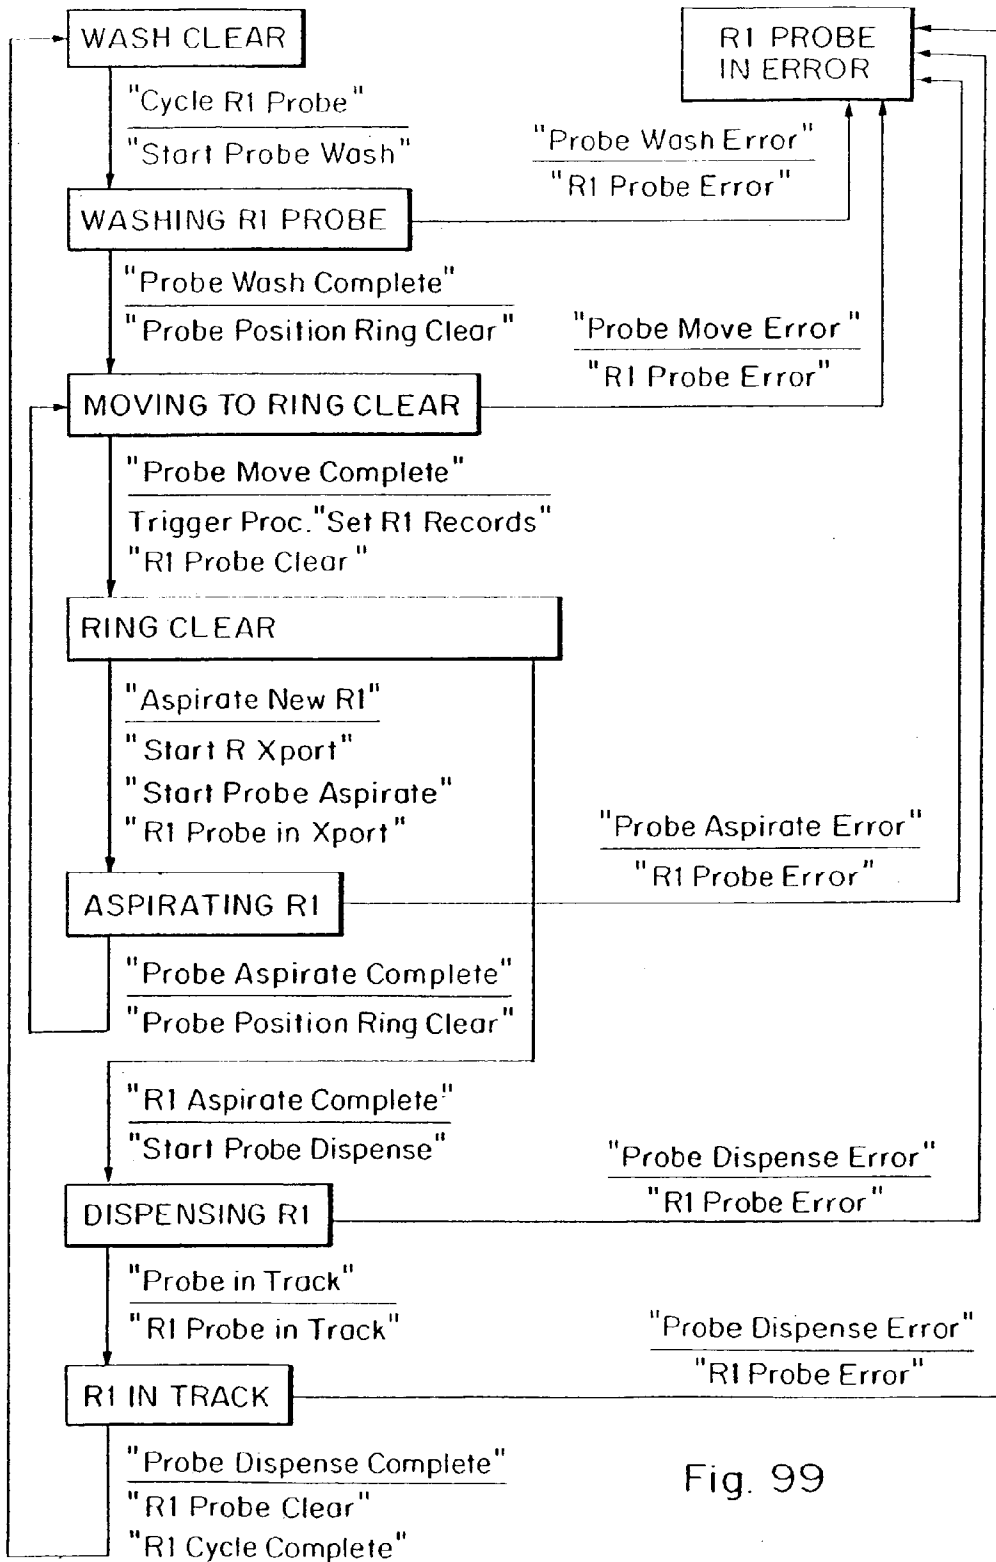 WASH CLEAR
R1 PROBE
IN ERROR
"Cycle R1 Probe"
"Start Probe Wash"
"Probe Wash Error"
"R1 Probe Error"
WASHING R1 PROBE
"Probe Wash Complete"
"Probe Position Ring Clear"
"Probe Move Error"
"R1 Probe Error"
MOVING TO RING CLEAR
"Probe Move Complete"
Trigger Proc. "Set R1 Records"
"R1 Probe Clear"
RING CLEAR
"Aspirate New R1"
"Start R Xport"
"Start Probe Aspirate"
"R1 Probe in Xport"
"Probe Aspirate Error"
"R1 Probe Error"
ASPIRATING R1
"Probe Aspirate Complete"
"Probe Position Ring Clear"
"R1 Aspirate Complete"
"Start Probe Dispense"
"Probe Dispense Error"
"R1 Probe Error"
DISPENSING R1
"Probe in Track"
"R1 Probe in Track"
"Probe Dispense Error"
"R1 Probe Error"
R1 IN TRACK
"Probe Dispense Complete"
"R1 Probe Clear"
"R1 Cycle Complete"
Fig. 99